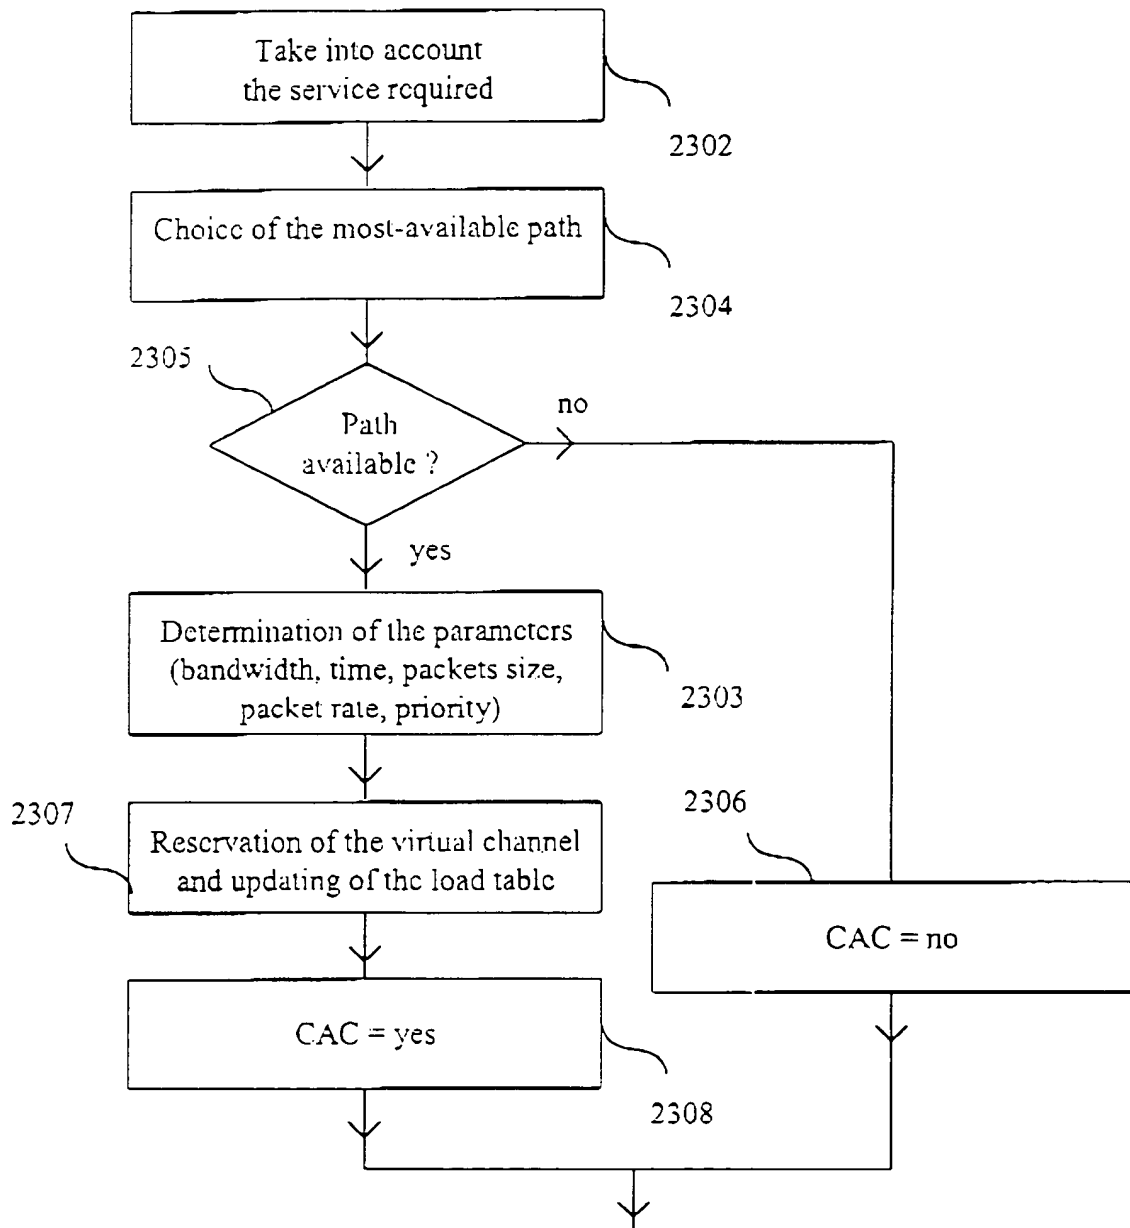 Take into account
the service required
2302
Choice of the most-available path
2304
2305
Path
available ?
no
yes
Determination of the parameters
(bandwidth, time, packets size,
packet rate, priority)
2303
2307
Reservation of the virtual channel
and updating of the load table
2306
CAC = no
CAC = yes
2308